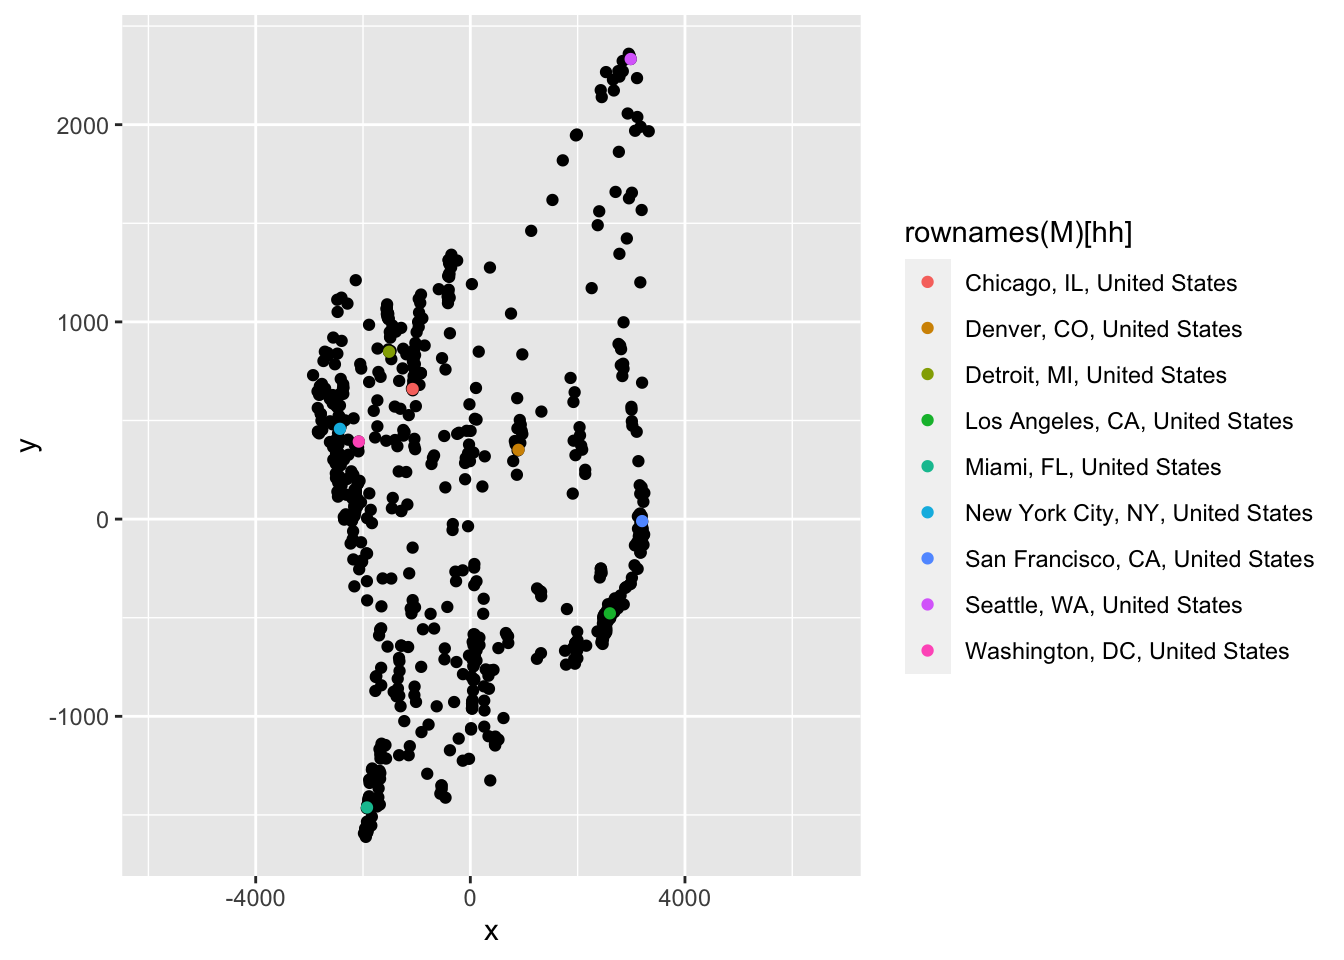 2000
1000
0
-1000
y
-4000
0
4000
x
rownames(M)[hh]
Chicago, IL, United States
Denver, CO, United States
Detroit, MI, United States
Los Angeles, CA, United States
Miami, FL, United States
New York City, NY, United States
San Francisco, CA, United States
Seattle, WA, United States
Washington, DC, United States